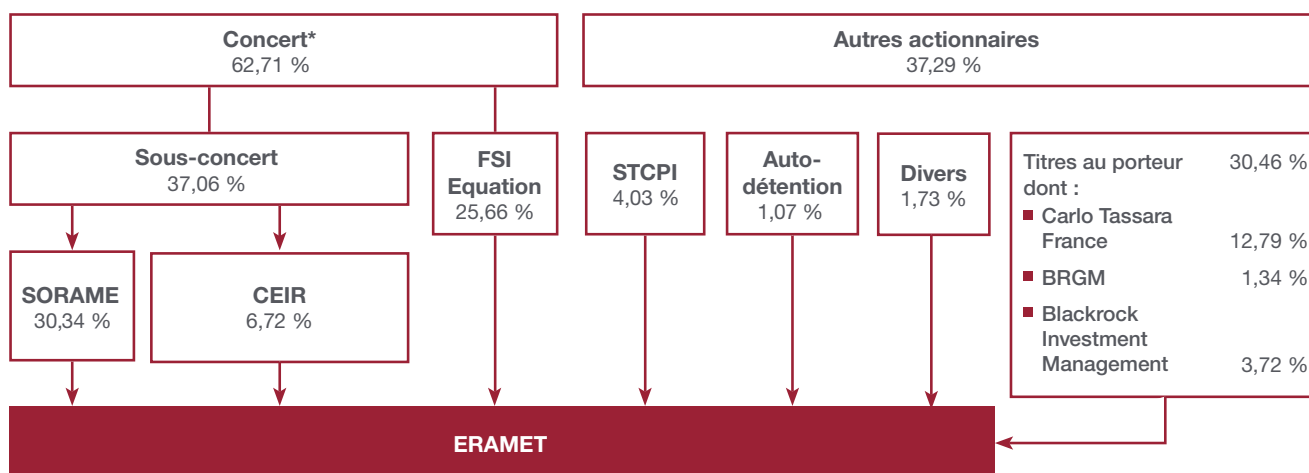 Concert*
62,71 %
Autres actionnaires
37,29 %
Sous-concert
37,06 %
FSI
Equation
25,66 %
STCPI
4,03 %
Auto-
détention
1,07 %
Divers
1,73 %
Titres au porteur 30,46 %
dont :
Carlo Tassara
France 12,79 %
BRGM 1,34 %
Blackrock
Investment
Management 3,72 %
SORAME
30,34 %
CEIR
6,72 %
ERAMET